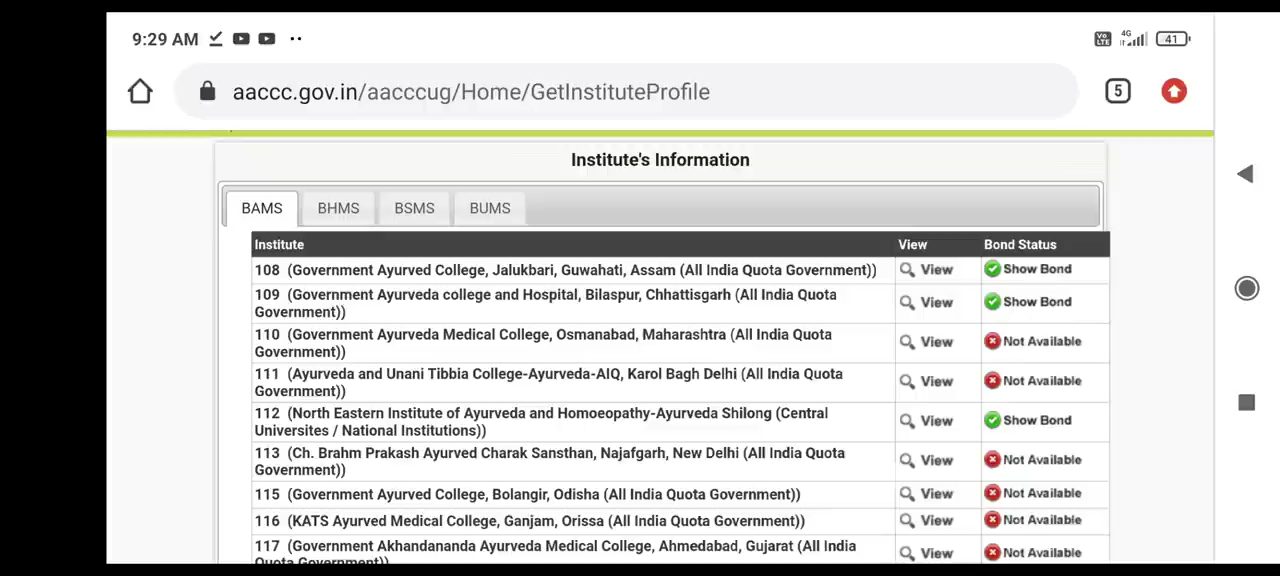 9:29 AM
Vo LTE 4G 41
aaccc.gov.in/aacccug/Home/GetInstituteProfile
5
Institute's Information
BAMS BHMS BSMS BUMS
Institute View Bond Status
108 (Government Ayurved College, Jalukbari, Guwahati, Assam (All India Quota Government)) View Show Bond
109 (Government Ayurveda college and Hospital, Bilaspur, Chhattisgarh (All India Quota
Government)) View Show Bond
110 (Government Ayurveda Medical College, Osmanabad, Maharashtra (All India Quota
Government)) View Not Available
111 (Ayurveda and Unani Tibbia College-Ayurveda-AIQ, Karol Bagh Delhi (All India Quota
Government)) View Not Available
112 (North Eastern Institute of Ayurveda and Homoeopathy-Ayurveda Shilong (Central
Universites / National Institutions)) View Show Bond
113 (Ch. Brahm Prakash Ayurved Charak Sansthan, Najafgarh, New Delhi (All India Quota
Government)) View Not Available
115 (Government Ayurved College, Bolangir, Odisha (All India Quota Government)) View Not Available
116 (KATS Ayurved Medical College, Ganjam, Orissa (All India Quota Government)) View Not Available
117 (Government Akhandananda Ayurveda Medical College, Ahmedabad, Gujarat (All India
Quota Government)) View Not Available